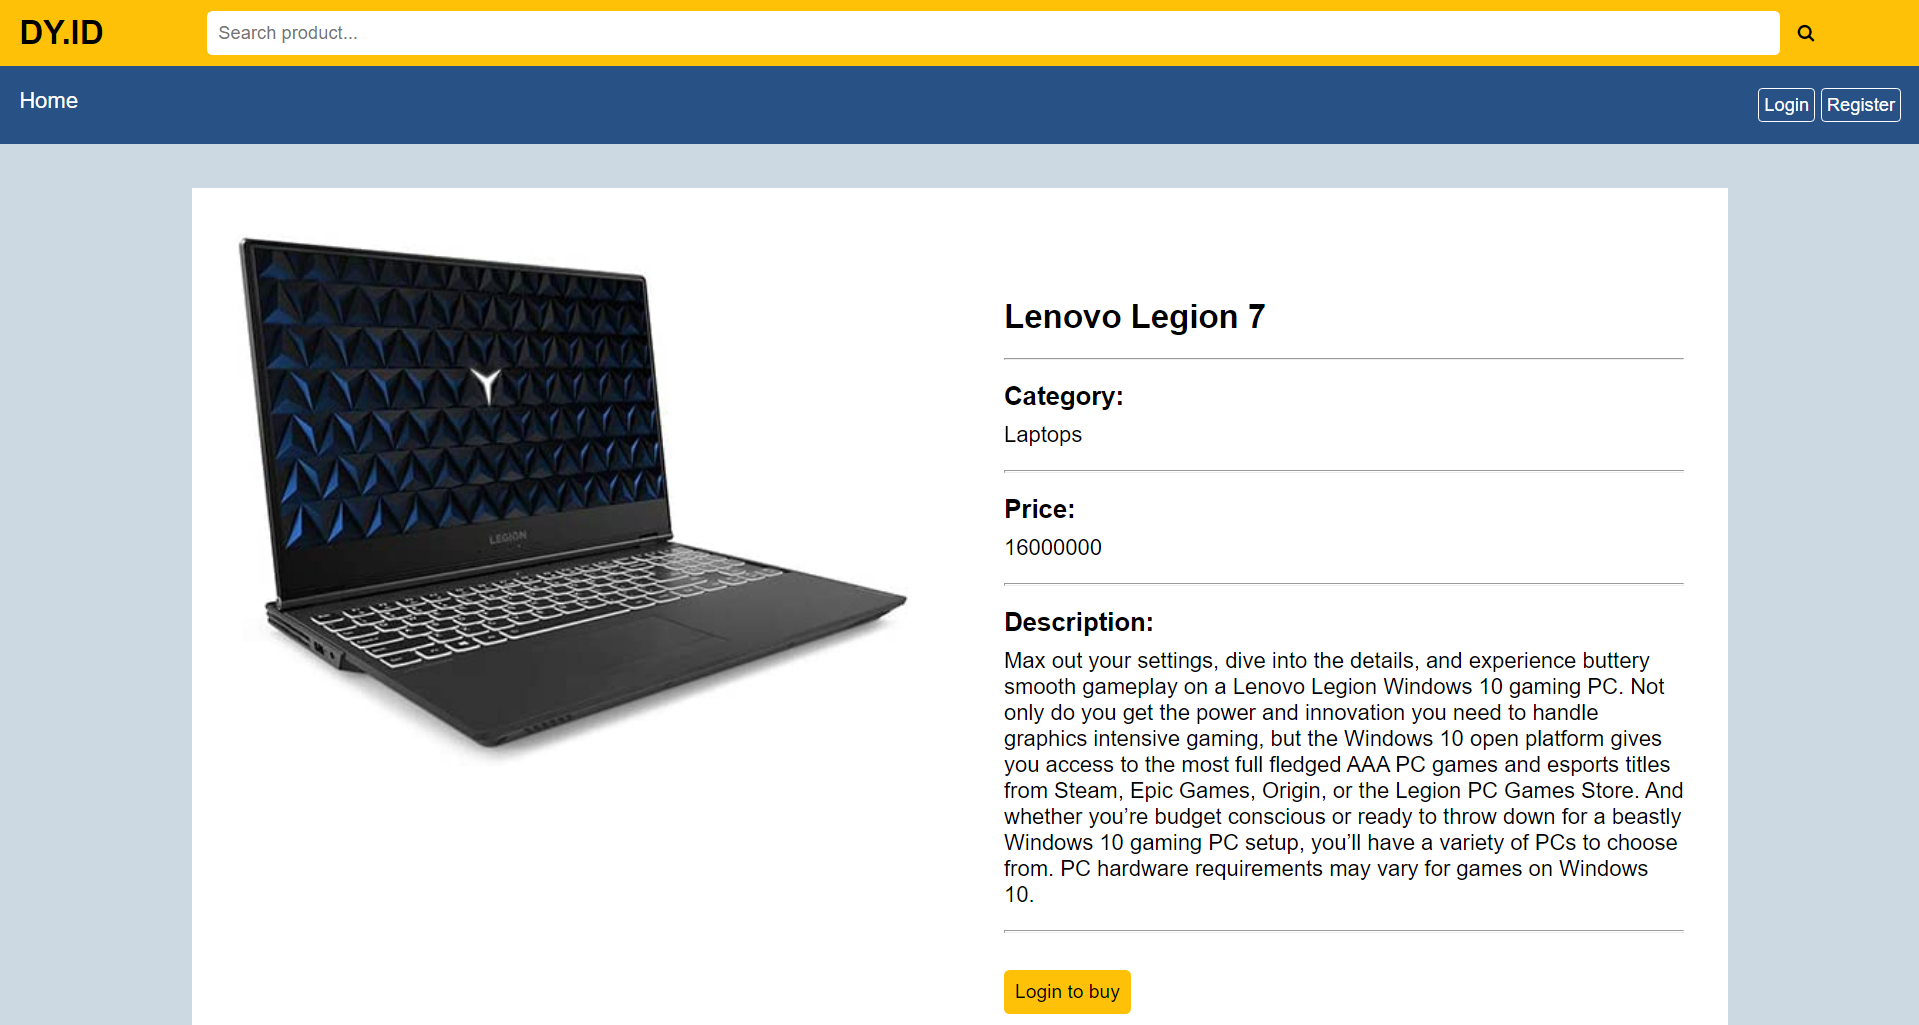 DY.ID
Search product...
Home
Login
Register
LEGION
Lenovo Legion 7
Category:
Laptops
Price:
16000000
Description:
Max out your settings, dive into the details, and experience buttery
smooth gameplay on a Lenovo Legion Windows 10 gaming PC. Not
only do you get the power and innovation you need to handle
graphics intensive gaming, but the Windows 10 open platform gives
you access to the most full fledged AAA PC games and esports titles
from Steam, Epic Games, Origin, or the Legion PC Games Store. And
whether you’re budget conscious or ready to throw down for a beastly
Windows 10 gaming PC setup, you’ll have a variety of PCs to choose
from. PC hardware requirements may vary for games on Windows
10.
Login to buy